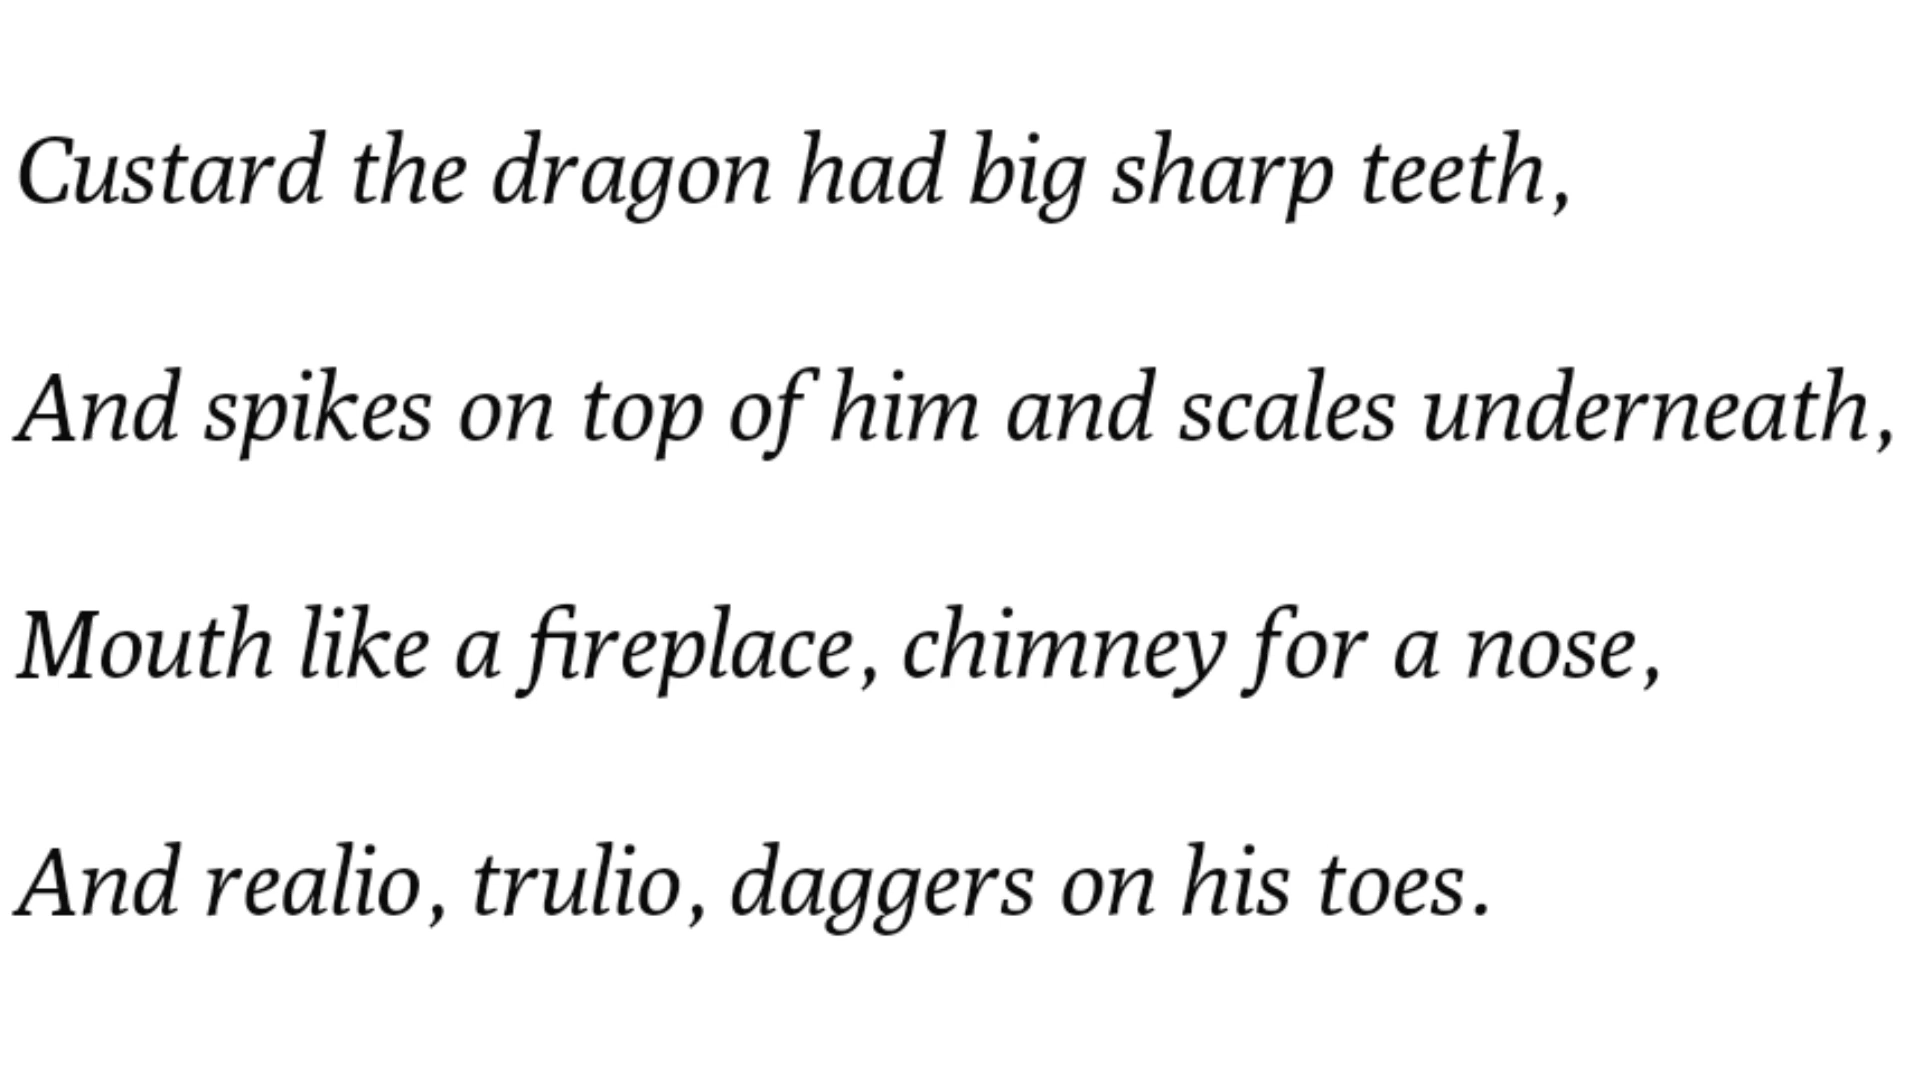 Custard the dragon had big sharp teeth,
And spikes on top of him and scales underneath,
Mouth like a fireplace, chimney for a nose,
And realio, trulio, daggers on his toes.